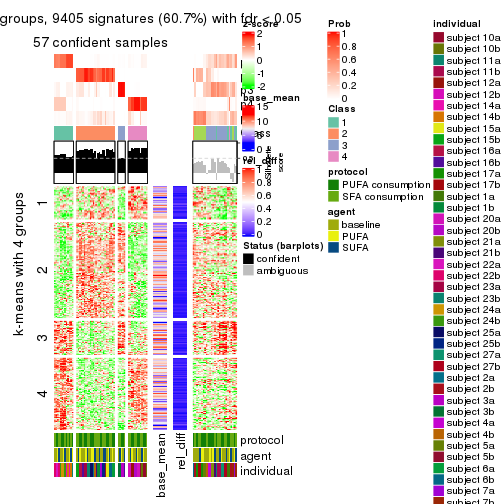 groups, 9405 signatures (60.7%) with fdr < 0.05
57 confident samples
z-score
2
1
0
-1
-2
base_mean
15
10
5
0
rel_diff
1
0.8
0.6
0.4
0.2
0
Silhouette
score
Status (barplots)
confident
ambiguous
Prob
1
0.8
0.6
0.4
0.2
0
Class
1
2
3
4
protocol
PUFA consumption
SFA consumption
agent
baseline
PUFA
SUFA
individual
subject 10a
subject 10b
subject 11a
subject 11b
subject 12a
subject 12b
subject 14a
subject 14b
subject 15a
subject 15b
subject 16a
subject 16b
subject 17a
subject 17b
subject 1a
subject 1b
subject 20a
subject 20b
subject 21a
subject 21b
subject 22a
subject 22b
subject 23a
subject 23b
subject 24a
subject 24b
subject 25a
subject 25b
subject 27a
subject 27b
subject 2a
subject 2b
subject 3a
subject 3b
subject 4a
subject 4b
subject 5a
subject 5b
subject 6a
subject 6b
subject 7a
subject 7b
k-means with 4 groups
1
2
3
4
base_mean
rel_diff
protocol
agent
individual